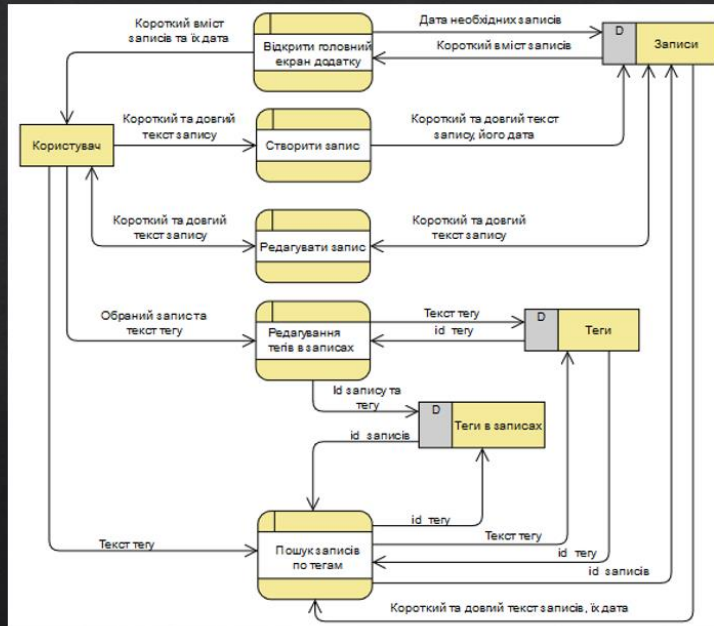 Короткий вміст
записів та їх дата
Відкрити головний
екран додатку
Дата необхідних записів
Короткий вміст записів
D
Записи
Користувач
Короткий та довгий
текст запису
Створити запис
Короткий та довгий текст
запису, його дата
Короткий та довгий
текст запису
Редагувати запис
Короткий та довгий
текст запису
Обраний запис та
текст тегу
Редагування
тегів в записах
Текст тегу
id тегу
D
Теги
Id запису та
тегу
id записів
D
Теги в записах
Текст тегу
Пошук записів
по тегам
id тегу
Текст тегу
id тегу
id записів
Короткий та довгий текст записів, їх дата